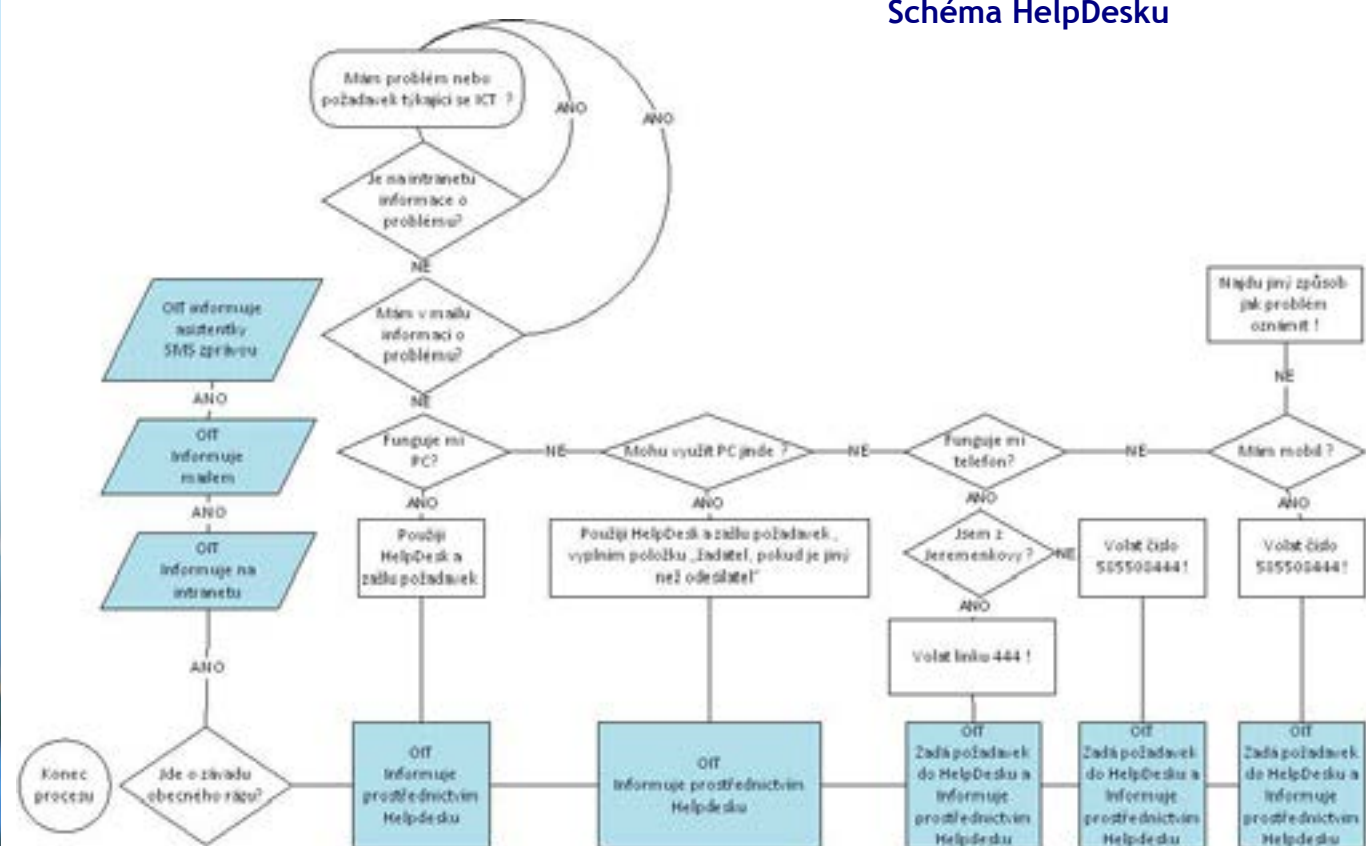 Schéma HelpDesku
Mám problém nebo
požadavek týkající se ICT ?
ANO
ANO
Je na intranetu
informace o
problému?
NE
OIT informuje
asistentky
SMS zprávou
Mám v mailu
informaci o
problému?
Najdu jiný způsob
jak problém
oznámit !
ANO
NE
NE
OIT
Informuje
mailem
Funguje mi
PC?
NE
Mohu využít PC jinde ?
NE
Funguje mi
telefon?
NE
Mám mobil ?
ANO
ANO
ANO
ANO
ANO
OIT
Informuje na
intranetu
Použiji
HelpDesk a
zašlu požadavek
Použiji HelpDesk a zašlu požadavek ,
vyplním položku „žadatel, pokud je jiný
než odesilatel"
Jsem z
Jeremenkovy ?
NE
Volat číslo
585508444!
Volat číslo
585508444!
ANO
Volat linku 444 !
ANO
Konec
procesu
Jde o závadu
obecného rázu?
OIT
Informuje
prostřednictvím
Helpdesku
OIT
Informuje prostřednictvím
Helpdesku
OIT
Zadá požadavek
do HelpDesku a
Informuje
prostřednictvím
Helpdesku
OIT
Zadá požadavek
do HelpDesku a
Informuje
prostřednictvím
Helpdesku
OIT
Zadá požadavek
do HelpDesku a
Informuje
prostřednictvím
Helpdesku